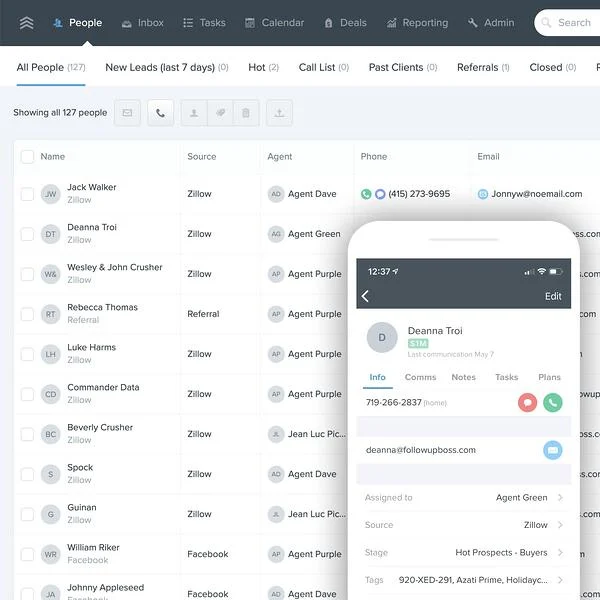 People Inbox Tasks Calendar Deals Reporting Admin Search
All People (127) New Leads (last 7 days) (0) Hot (2) Call List (0) Past Clients (0) Referrals (1) Closed (0)
Showing all 127 people
Name Source Agent Phone Email
JW Jack Walker Zillow AD Agent Dave (415) 273-9695 Jonnyw@noemail.com
Zillow
DT Deanna Troi Zillow AG Agent Green
Zillow
W& Wesley & John Crusher Zillow AP Agent Purple
Zillow
RT Rebecca Thomas Referral AP Agent Purple
Referral
LH Luke Harms Zillow AP Agent Purple
Zillow
CD Commander Data Zillow AP Agent Purple
Zillow
BC Beverly Crusher Zillow JL Jean Luc Pic...
Zillow
S Spock Zillow AD Agent Dave
Zillow
G Guinan Zillow JL Jean Luc Pic...
Zillow
WR William Riker Facebook AP Agent Purple
Facebook
JA Johnny Appleseed Facebook AD Agent Dave
Facebook
12:37
Edit
D Deanna Troi
$1M
Last communication May 7
Info Comms Notes Tasks Plans
719-266-2837 (home)
deanna@followupboss.com
Assigned to Agent Green
Source Zillow
Stage Hot Prospects - Buyers
Tags 920-XED-291, Azati Prime, Holidayc...